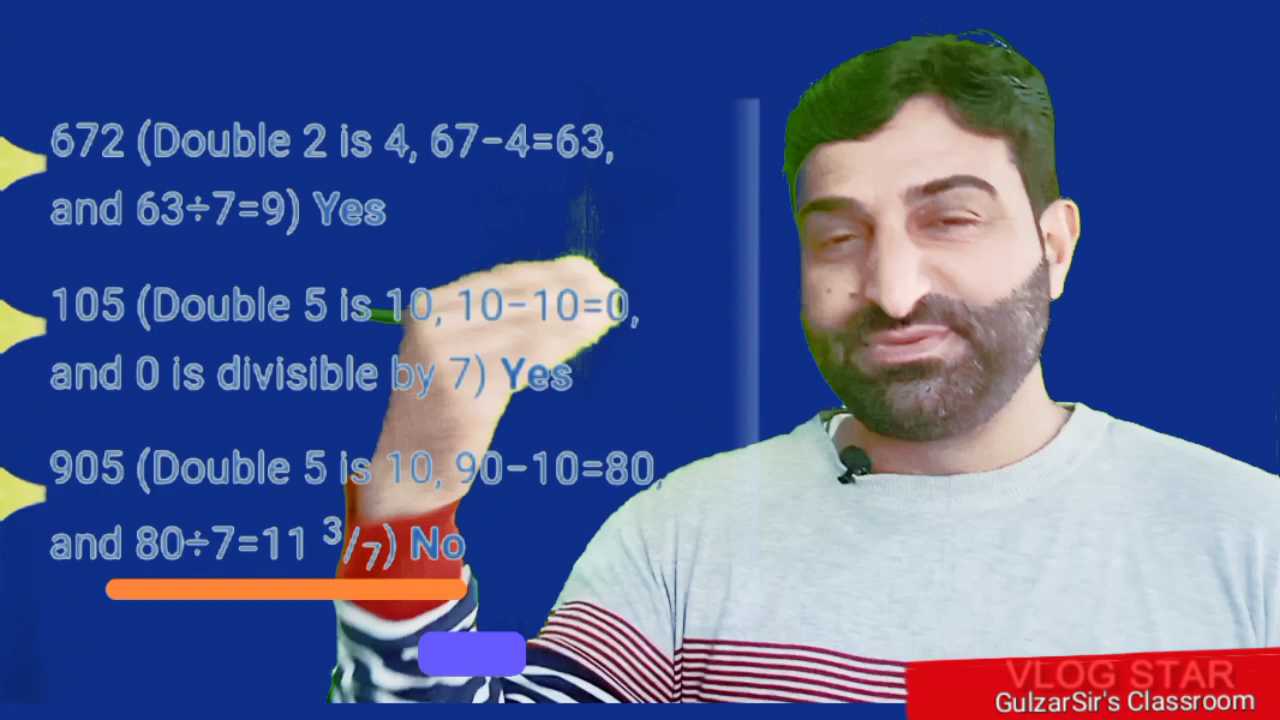 672 (Double 2 is 4, 67−4=63,
and 63÷7=9) Yes
105 (Double 5 is 10, 10−10=0,
and 0 is divisible by 7) Yes
905 (Double 5 is 10, 90−10=80,
and 80÷7=11 3/7) No
VLOG STAR
GulzarSir's Classroom